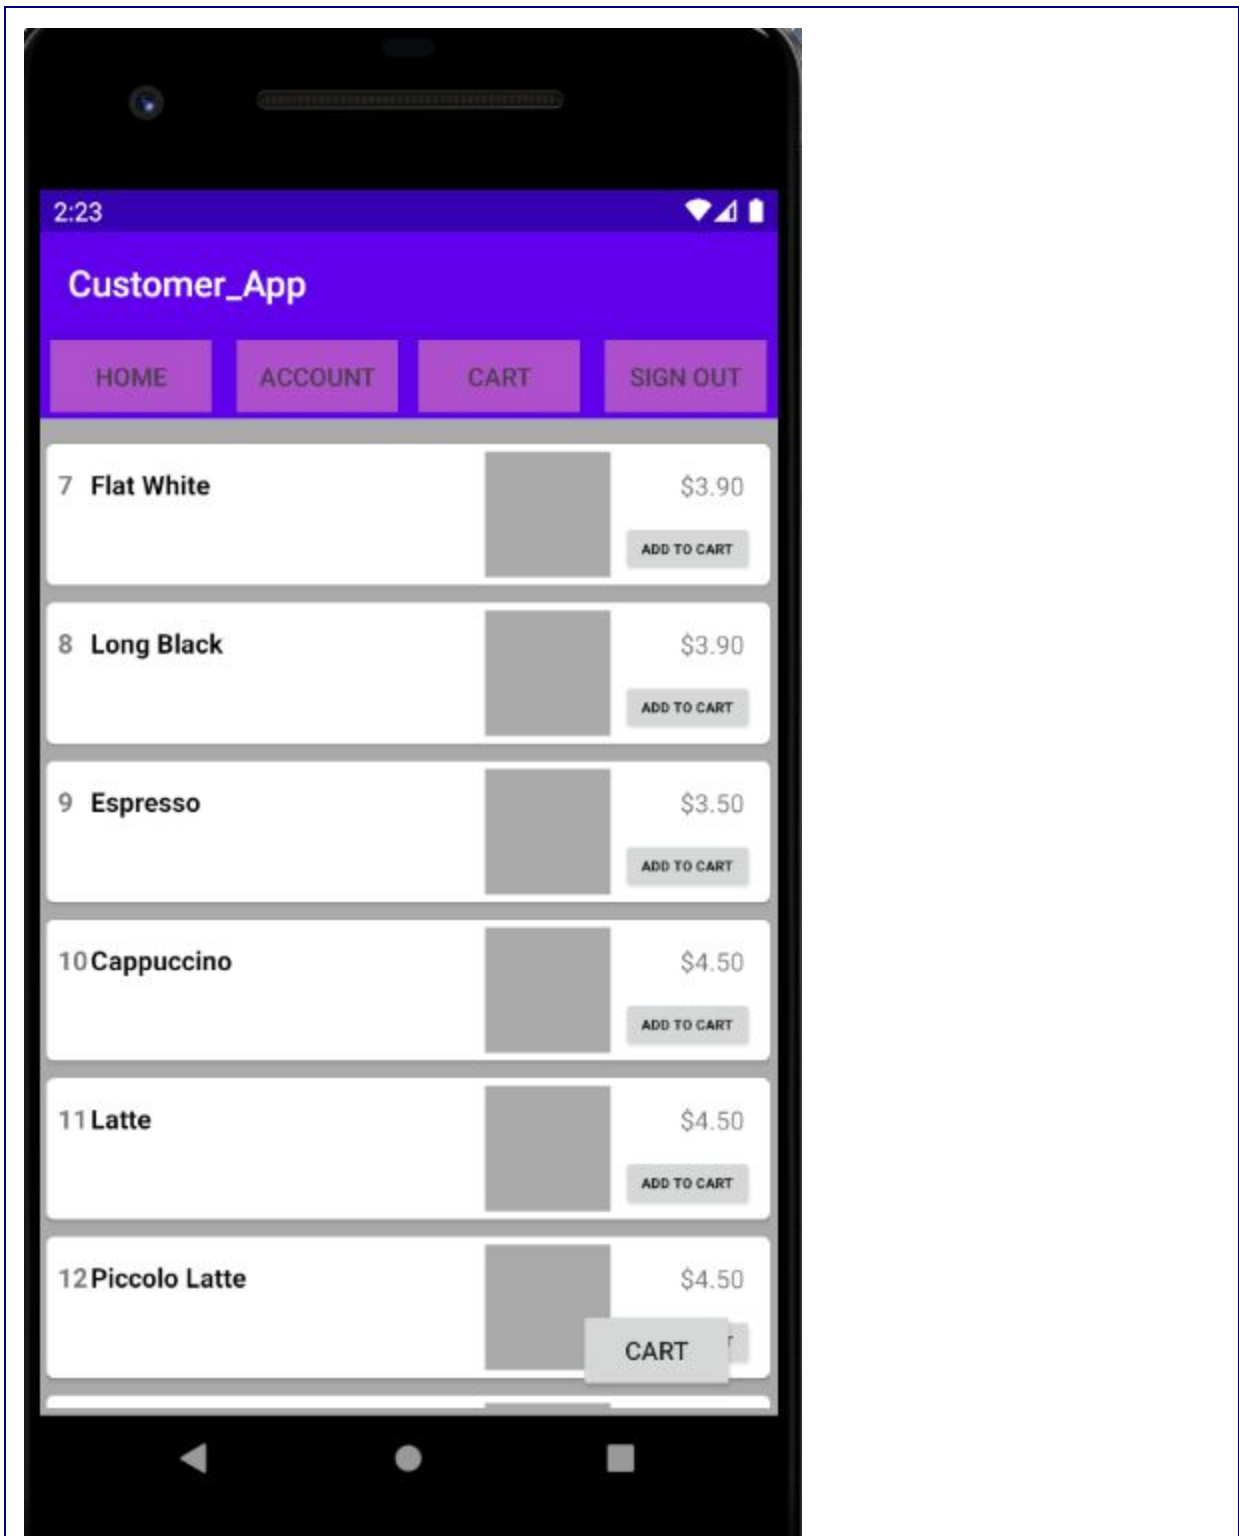 2:23
Customer_App
HOME ACCOUNT CART SIGN OUT
7 Flat White $3.90
ADD TO CART
8 Long Black $3.90
ADD TO CART
9 Espresso $3.50
ADD TO CART
10 Cappuccino $4.50
ADD TO CART
11 Latte $4.50
ADD TO CART
12 Piccolo Latte $4.50
CART